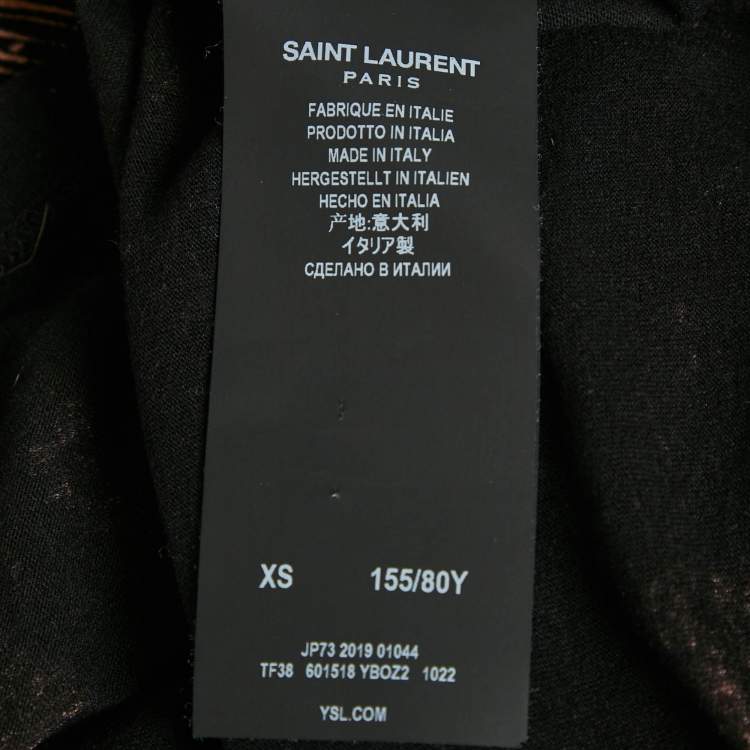 SAINT LAURENT
PARIS
FABRIQUE EN ITALIE
PRODOTTO IN ITALIA
MADE IN ITALY
HERGESTELLT IN ITALIEN
HECHO EN ITALIA
产地:意大利
イタリア製
СДЕЛАНО В ИТАЛИИ
XS 155/80Y
JP73 2019 01044
TF38 601518 YBOZ2 1022
YSL.COM